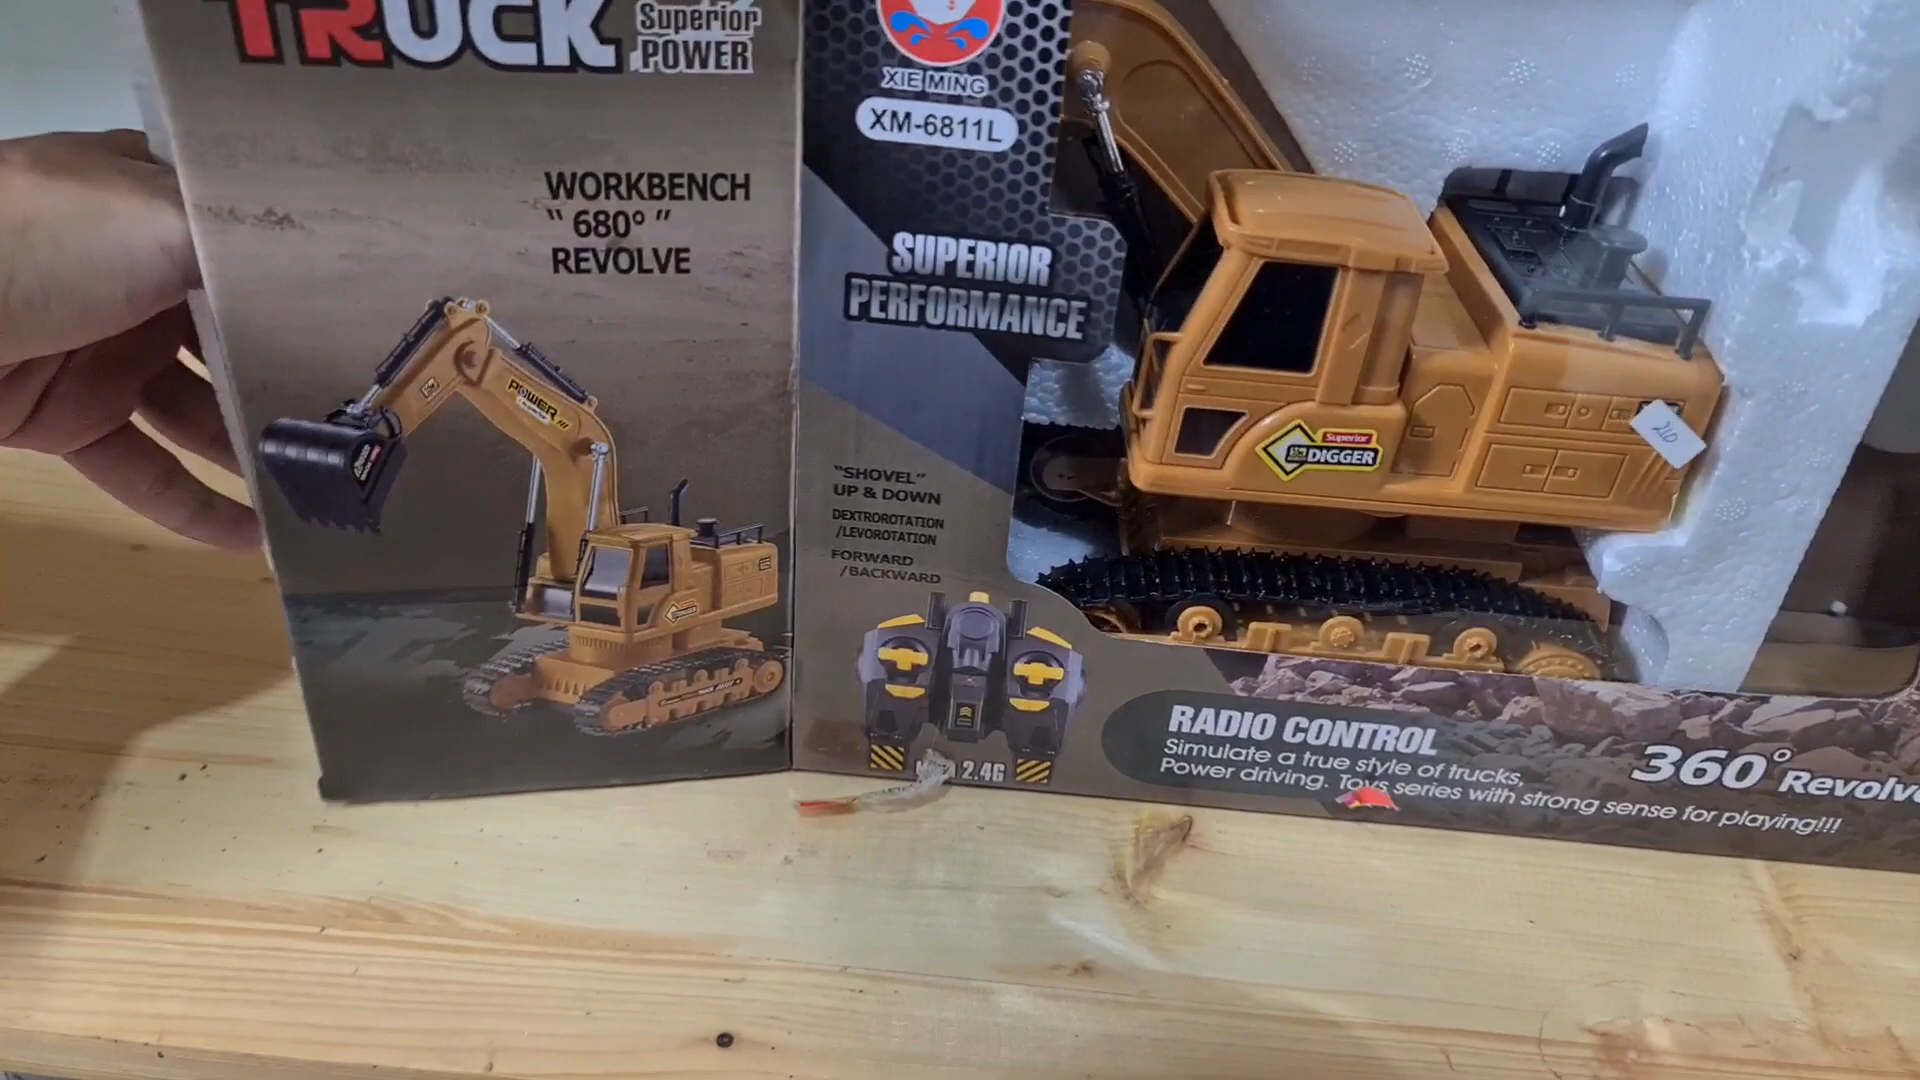 TRUCK
Superior
POWER
WORKBENCH
" 680° "
REVOLVE
POWER
XIE MING
XM-6811L
SUPERIOR
PERFORMANCE
"SHOVEL"
UP & DOWN
DEXTROROTATION
/LEVOROTATION
FORWARD
/BACKWARD
2.4G
Superior
DIGGER
210
RADIO CONTROL
Simulate a true style of trucks,
Power driving. Toys series with strong sense for playing!!!
360° Revolve